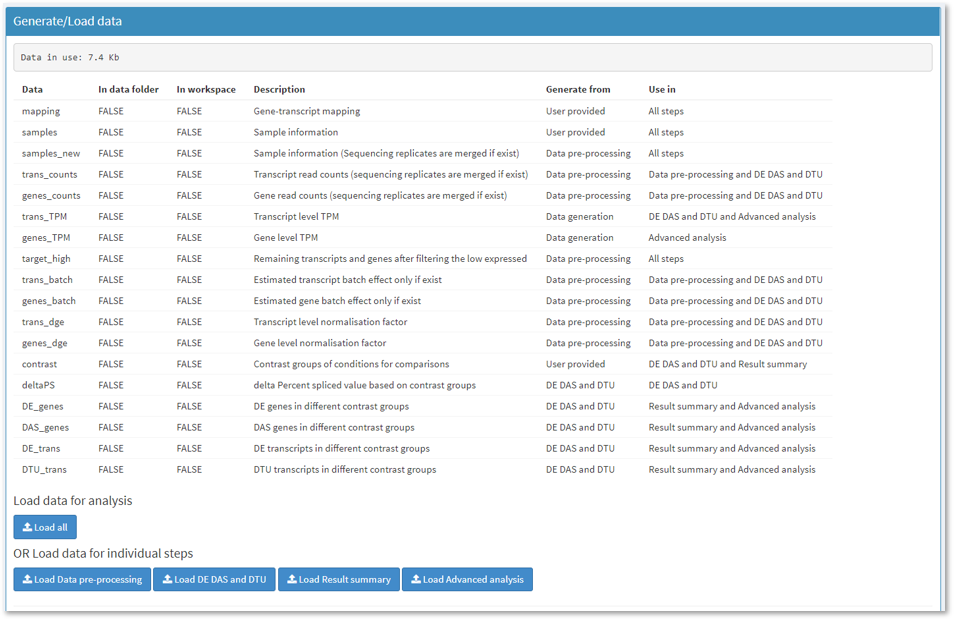 Generate/Load data
Data in use: 7.4 Kb
Data In data folder In workspace Description Generate from Use in
mapping FALSE FALSE Gene-transcript mapping User provided All steps
samples FALSE FALSE Sample information User provided All steps
samples_new FALSE FALSE Sample information (Sequencing replicates are merged if exist) Data pre-processing All steps
trans_counts FALSE FALSE Transcript read counts (sequencing replicates are merged if exist) Data pre-processing Data pre-processing and DE DAS and DTU
genes_counts FALSE FALSE Gene read counts (sequencing replicates are merged if exist) Data pre-processing Data pre-processing and DE DAS and DTU
trans_TPM FALSE FALSE Transcript level TPM Data generation DE DAS and DTU and Advanced analysis
genes_TPM FALSE FALSE Gene level TPM Data generation Advanced analysis
target_high FALSE FALSE Remaining transcripts and genes after filtering the low expressed Data pre-processing All steps
trans_batch FALSE FALSE Estimated transcript batch effect only if exist Data pre-processing Data pre-processing and DE DAS and DTU
genes_batch FALSE FALSE Estimated gene batch effect only if exist Data pre-processing Data pre-processing and DE DAS and DTU
trans_dge FALSE FALSE Transcript level normalisation factor Data pre-processing Data pre-processing and DE DAS and DTU
genes_dge FALSE FALSE Gene level normalisation factor Data pre-processing Data pre-processing and DE DAS and DTU
contrast FALSE FALSE Contrast groups of conditions for comparisons User provided DE DAS and DTU and Result summary
deltaPS FALSE FALSE delta Percent spliced value based on contrast groups DE DAS and DTU DE DAS and DTU
DE_genes FALSE FALSE DE genes in different contrast groups DE DAS and DTU Result summary and Advanced analysis
DAS_genes FALSE FALSE DAS genes in different contrast groups DE DAS and DTU Result summary and Advanced analysis
DE_trans FALSE FALSE DE transcripts in different contrast groups DE DAS and DTU Result summary and Advanced analysis
DTU_trans FALSE FALSE DTU transcripts in different contrast groups DE DAS and DTU Result summary and Advanced analysis
Load data for analysis
Load all
OR Load data for individual steps
Load Data pre-processing Load DE DAS and DTU Load Result summary Load Advanced analysis